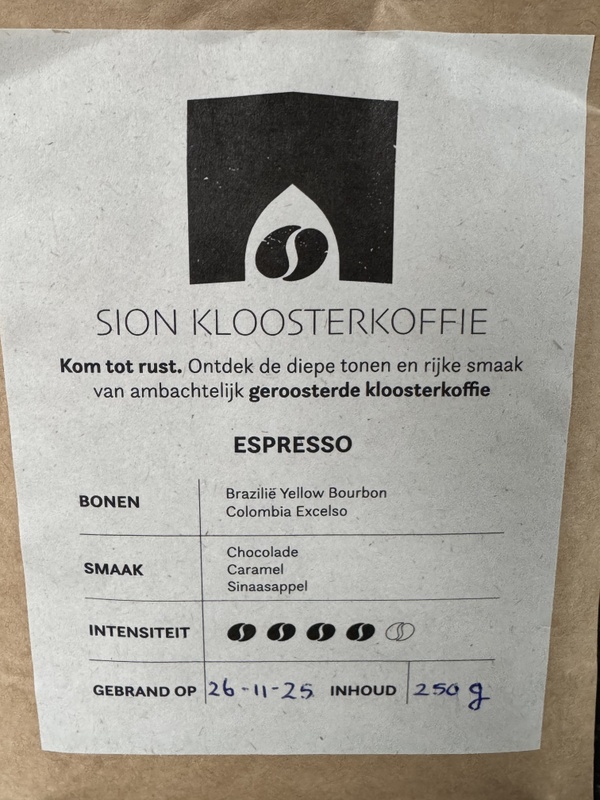 SION KLOOSTERKOFFIE
Kom tot rust. Ontdek de diepe tonen en rijke smaak
van ambachtelijk geroosterde kloosterkoffie
ESPRESSO
BONEN
Brazilië Yellow Bourbon
Colombia Excelso
SMAAK
Chocolade
Caramel
Sinaasappel
INTENSITEIT
GEBRAND OP 26-11-25 INHOUD 250 g